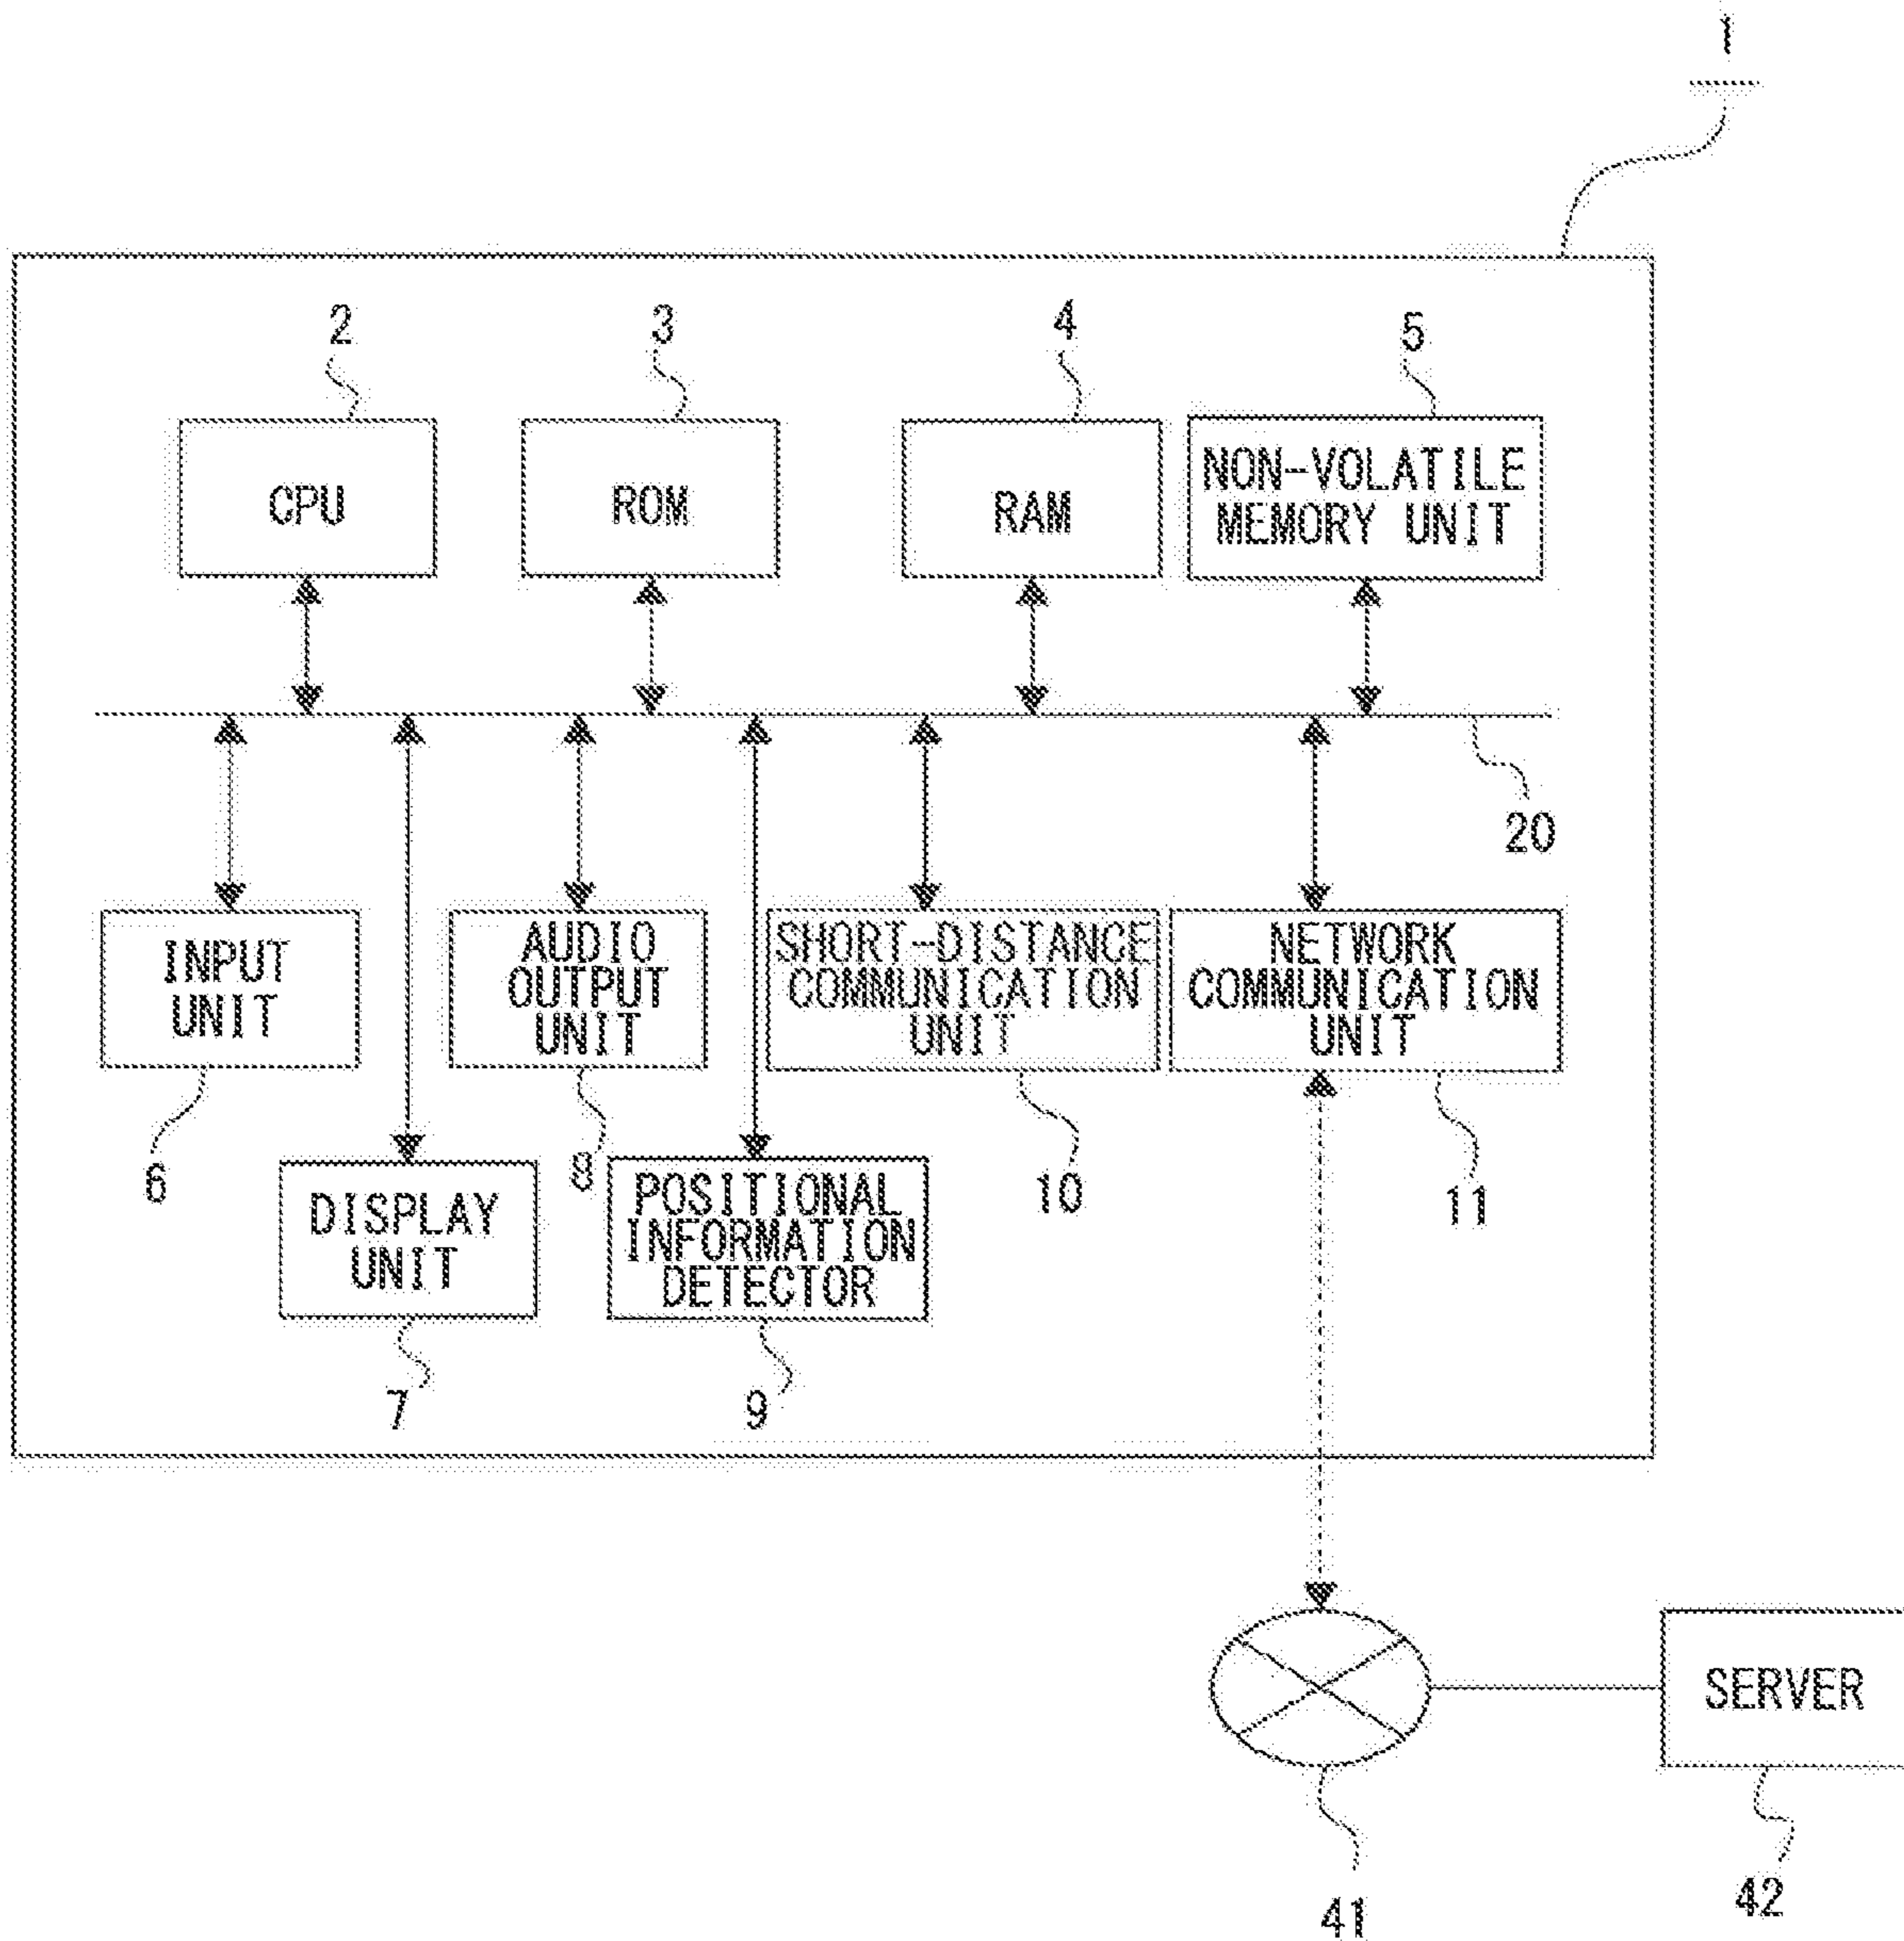 1
2
3
4
5
CPU
ROM
RAM
NON-VOLATILE
MEMORY UNIT
20
INPUT
UNIT
AUDIO
OUTPUT
UNIT
SHORT-DISTANCE
COMMUNICATION
UNIT
NETWORK
COMMUNICATION
UNIT
6
8
10
11
DISPLAY
UNIT
POSITIONAL
INFORMATION
DETECTOR
7
9
SERVER
41
42